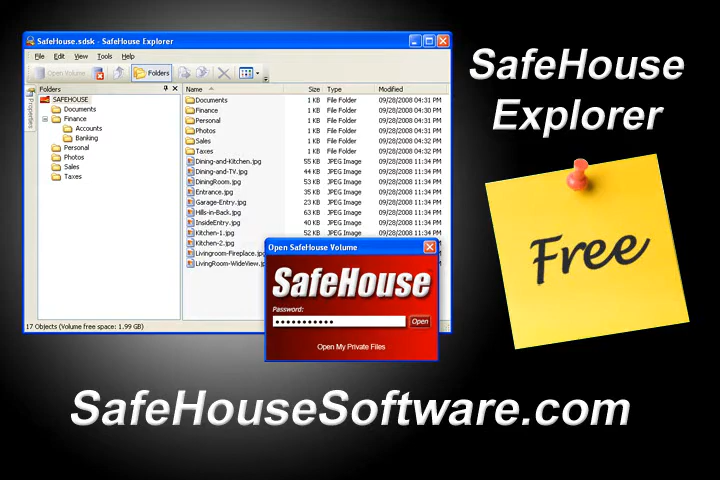 SafeHouse.sdsk - SafeHouse Explorer
File Edit View Tools Help
Open Volume Folders
Folders
Properties
SAFEHOUSE
Documents
Finance
Accounts
Banking
Personal
Photos
Sales
Taxes
Name Size Type Modified
Documents 1 KB File Folder 09/28/2008 04:31 PM
Finance 1 KB File Folder 09/28/2008 04:31 PM
Personal 1 KB File Folder 09/28/2008 04:31 PM
Photos 1 KB File Folder 09/28/2008 04:31 PM
Sales 1 KB File Folder 09/28/2008 04:32 PM
Taxes 1 KB File Folder 09/28/2008 04:32 PM
Dining-and-Kitchen.jpg 55 KB JPEG Image 09/28/2008 11:34 PM
Dining-and-TV.jpg 44 KB JPEG Image 09/28/2008 11:34 PM
DiningRoom.jpg 53 KB JPEG Image 09/28/2008 11:34 PM
Entrance.jpg 35 KB JPEG Image 09/28/2008 11:34 PM
Garage-Entry.jpg 23 KB JPEG Image 09/28/2008 11:34 PM
Hills-in-Back.jpg 63 KB JPEG Image 09/28/2008 11:34 PM
InsideEntry.jpg 40 KB JPEG Image 09/28/2008 11:34 PM
Kitchen-1.jpg 52 KB JPEG Image 09/28/2008 11:34 PM
Kitchen-2.jpg
Livingroom-Fireplace.jpg
LivingRoom-WideView.jp
17 Objects (Volume free space: 1.99 GB)
Open SafeHouse Volume
SafeHouse
Password:
Open
Open My Private Files
SafeHouse
Explorer
Free
SafeHouseSoftware.com